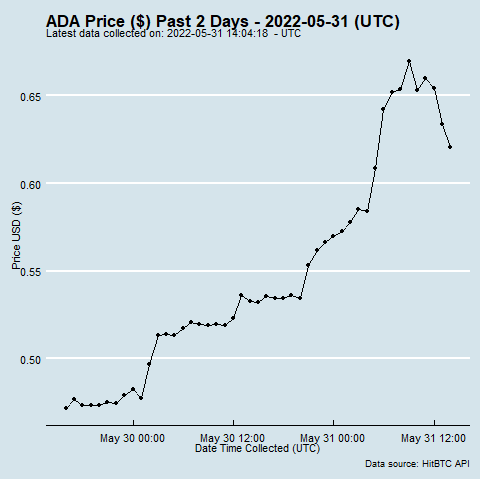 ADA Price ($) Past 2 Days - 2022-05-31 (UTC)
Latest data collected on: 2022-05-31 14:04:18 - UTC
Price USD ($)
0.65
0.60
0.55
0.50
May 30 00:00 May 30 12:00 May 31 00:00 May 31 12:00
Date Time Collected (UTC)
Data source: HitBTC API